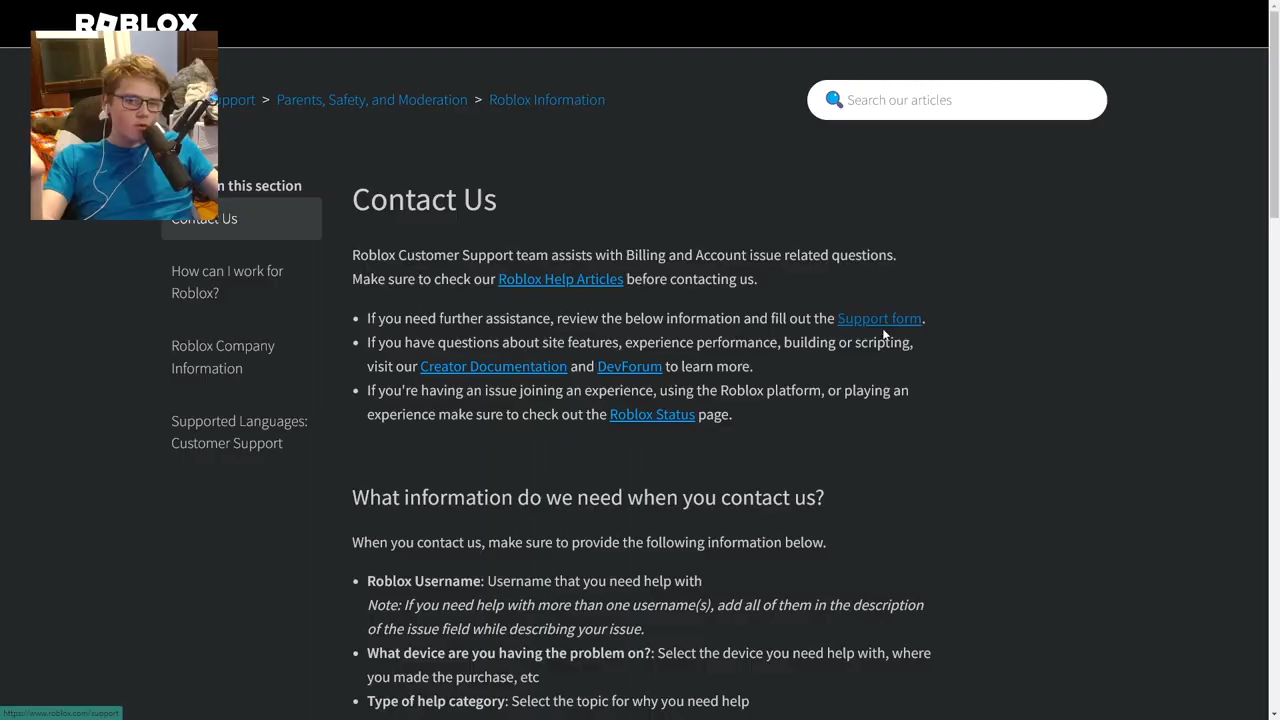 ROBLOX
upport > Parents, Safety, and Moderation > Roblox Information
Search our articles
n this section
Contact Us
How can I work for
Roblox?
Roblox Company
Information
Supported Languages:
Customer Support
Contact Us
Roblox Customer Support team assists with Billing and Account issue related questions.
Make sure to check our Roblox Help Articles before contacting us.
• If you need further assistance, review the below information and fill out the Support form.
• If you have questions about site features, experience performance, building or scripting,
visit our Creator Documentation and DevForum to learn more.
• If you're having an issue joining an experience, using the Roblox platform, or playing an
experience make sure to check out the Roblox Status page.
What information do we need when you contact us?
When you contact us, make sure to provide the following information below.
• Roblox Username: Username that you need help with
Note: If you need help with more than one username(s), add all of them in the description
of the issue field while describing your issue.
• What device are you having the problem on?: Select the device you need help with, where
you made the purchase, etc
• Type of help category: Select the topic for why you need help
https://www.roblox.com/support